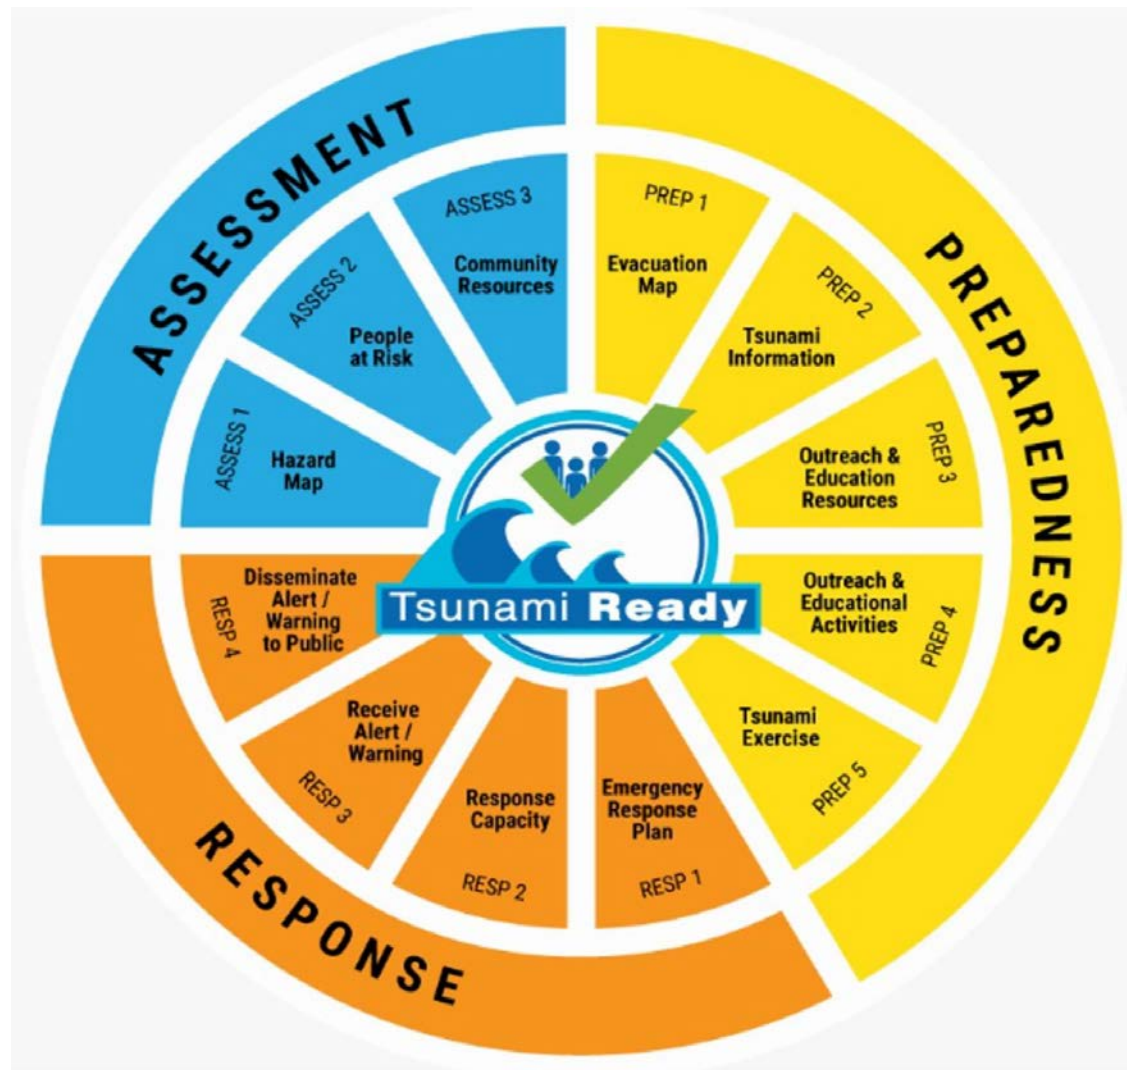 ASSESSMENT
ASSESS 1
Hazard
Map
ASSESS 2
People
at Risk
ASSESS 3
Community
Resources
PREPAREDNESS
PREP 1
Evacuation
Map
PREP 2
Tsunami
Information
PREP 3
Outreach &
Education
Resources
PREP 4
Outreach &
Educational
Activities
PREP 5
Tsunami
Exercise
RESPONSE
RESP 1
Emergency
Response
Plan
RESP 2
Response
Capacity
RESP 3
Receive
Alert /
Warning
RESP 4
Disseminate
Alert /
Warning
to Public
Tsunami Ready